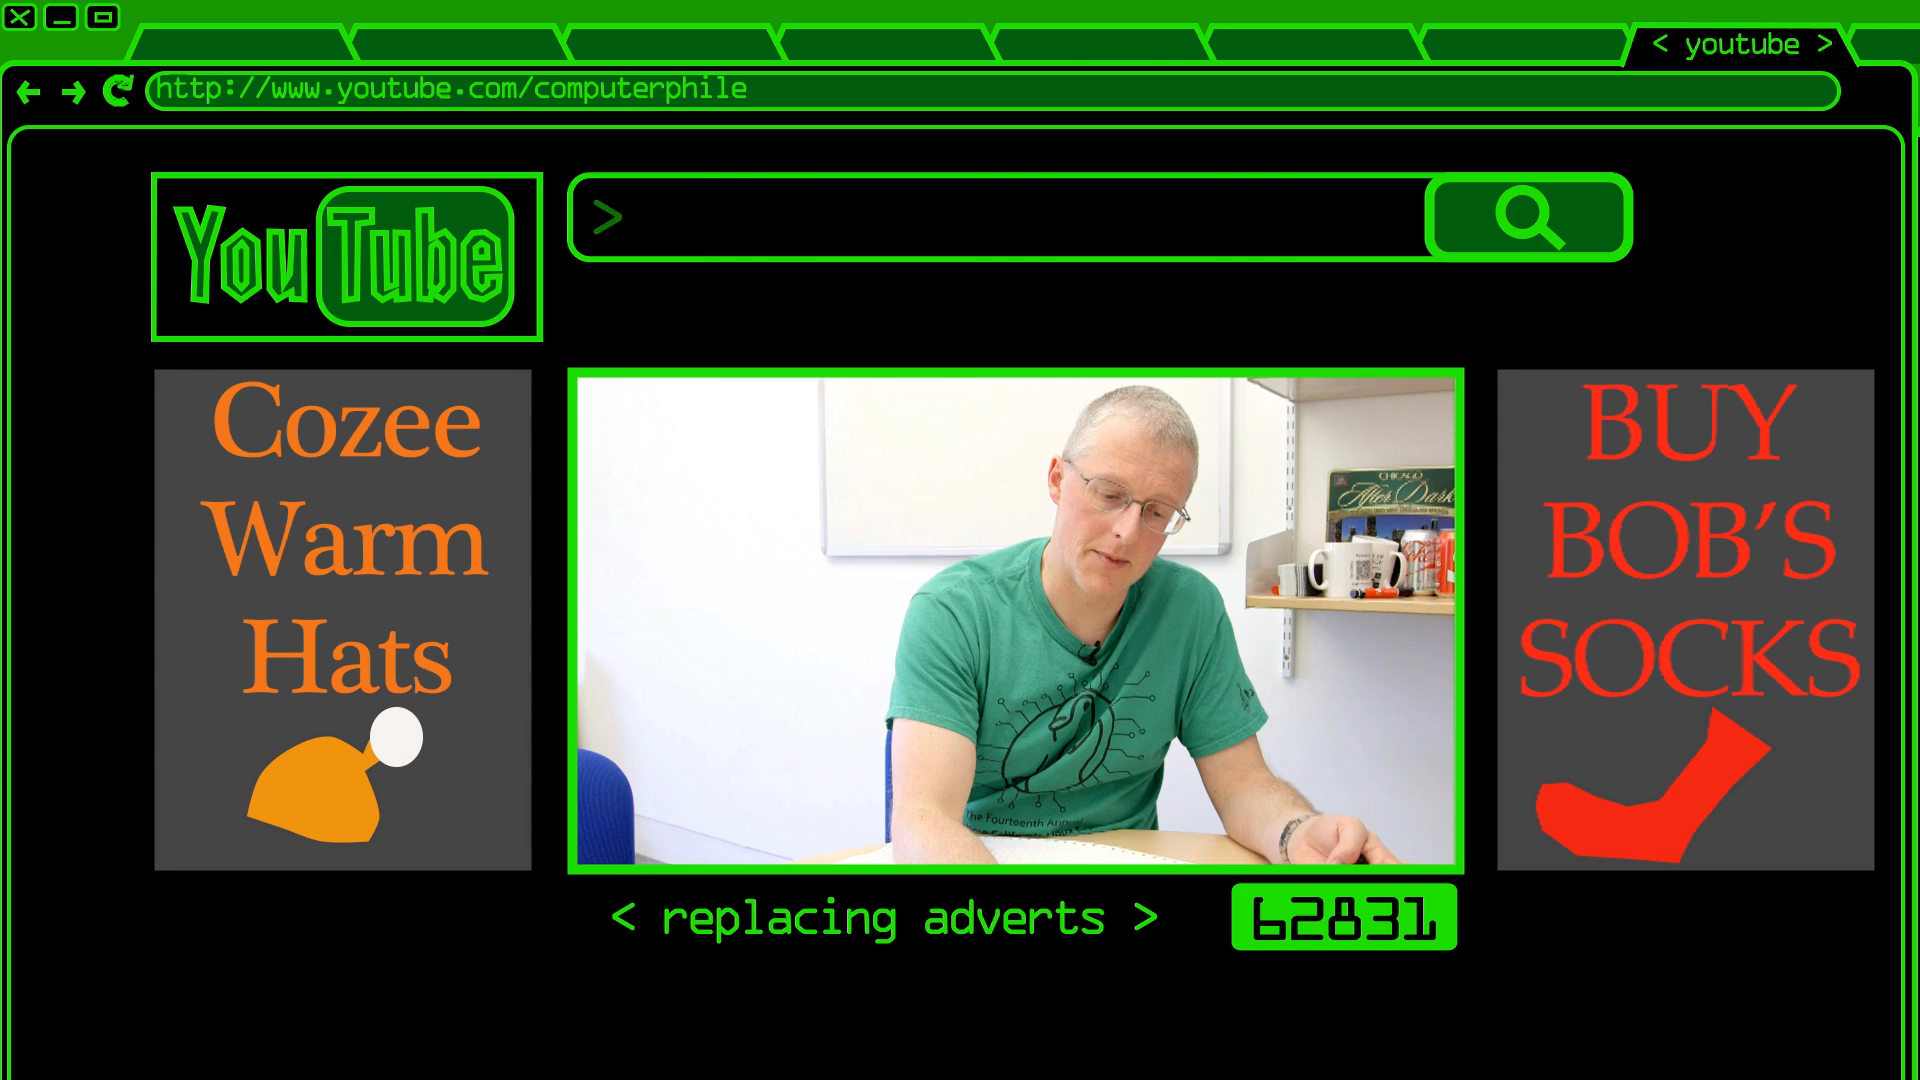 < youtube >
http://www.youtube.com/computerphile
YouTube
>
Cozee
Warm
Hats
BUY
BOB'S
SOCKS
CHICAGO
After Dark
The Fourteenth Annual
< replacing adverts >
62831